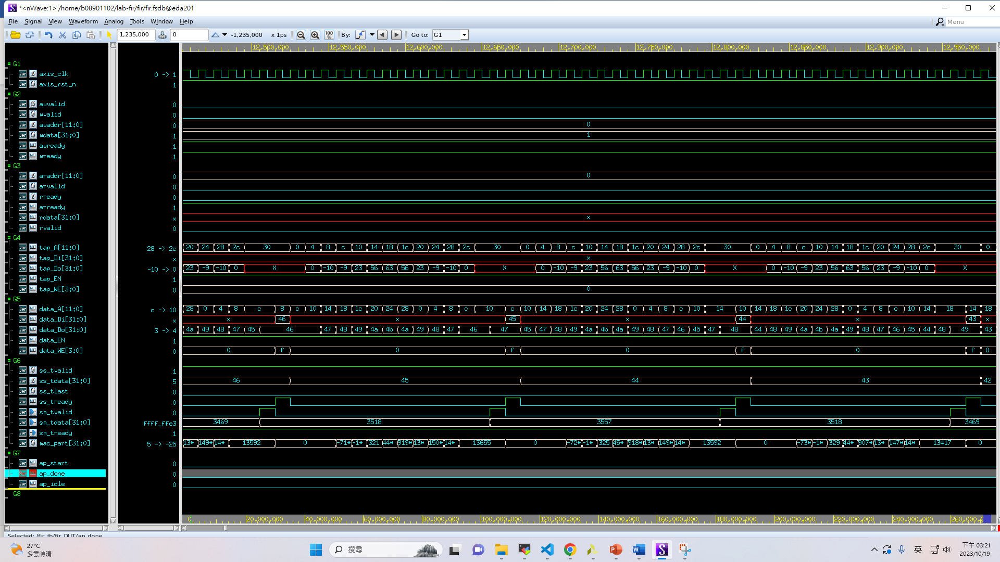 *<nWave:1> /home/b08901102/lab-fir/fir/fir.fsdb@eda201
File Signal View Waveform Analog Tools Window Help Menu
1,235,000 0 -1,235,000 x 1ps 100% By: Go to: G1
12,500,000 12,550,000 12,600,000 12,650,000 12,700,000 12,750,000 12,800,000 12,850,000 12,900,000 12,950,000
G1
axis_clk 0 -> 1
axis_rst_n 1
G2
awvalid 0
wvalid 0
awaddr[11:0] 0 0
wdata[31:0] 1 1
awready 1
wready 1
G3
araddr[11:0] 0 0
arvalid 0
rready 0
arready 1
rdata[31:0] x x
rvalid 0
G4
tap_A[11:0] 28 -> 2c 20 24 28 2c 30 0 4 8 c 10 14 18 1c 20 24 28 2c 30 0 4 8 c 10 14 18 1c 20 24 28 2c 30 0 4 8 c 10 14 18 1c 20 24 28 2c 30 0
tap_Di[31:0] x x
tap_Do[31:0] -10 -> 0 23 -9 -10 0 X 0 -10 -9 23 56 63 56 23 -9 -10 0 X 0 -10 -9 23 56 63 56 23 -9 -10 0 X 0 -10 -9 23 56 63 56 23 -9 -10 0 X
tap_EN 1
tap_WE[3:0] 0 0
G5
data_A[11:0] c -> 10 28 0 4 8 c 8 c 10 14 18 1c 20 24 28 0 4 8 c 10 c 10 14 18 1c 20 24 28 0 4 8 c 10 14 10 14 18 1c 20 24 28 0 4 8 c 10 14 18 14 18
data_Di[31:0] x x 46 x 45 x 44 x 43 x
data_Do[31:0] 3 -> 4 4a 49 48 47 45 46 47 48 49 4a 4b 4a 49 48 47 46 47 45 47 48 49 4a 4b 4a 49 48 47 46 45 47 48 44 48 49 4a 4b 4a 49 48 47 46 45 44 48 49 43
data_EN 1
data_WE[3:0] 0 0 f 0 f 0 f 0 f 0
G6
ss_tvalid 1
ss_tdata[31:0] 5 46 45 44 43 42
ss_tlast 0
ss_tready 0
sm_tvalid 0
sm_tdata[31:0] ffff_ffe3 3469 3518 3557 3518 3469
sm_tready 1
mac_part[31:0] 5 -> -25 13* 149* 14* 13592 0 -71* -1* 321 44* 919* 13* 150* 14* 13655 0 -72* -1* 325 45* 918* 13* 149* 14* 13592 0 -73* -1* 329 44* 907* 13* 147* 14* 13417 0
G7
ap_start 0
ap_done 0
ap_idle 0
G8
0 20,000,000 40,000,000 60,000,000 80,000,000 100,000,000 120,000,000 140,000,000 160,000,000 180,000,000 200,000,000 220,000,000 240,000,000
Selected: /fir_tb/fir_DUT/ap_done
27°C
多雲時晴
搜尋
英
下午 03:21
2023/10/19